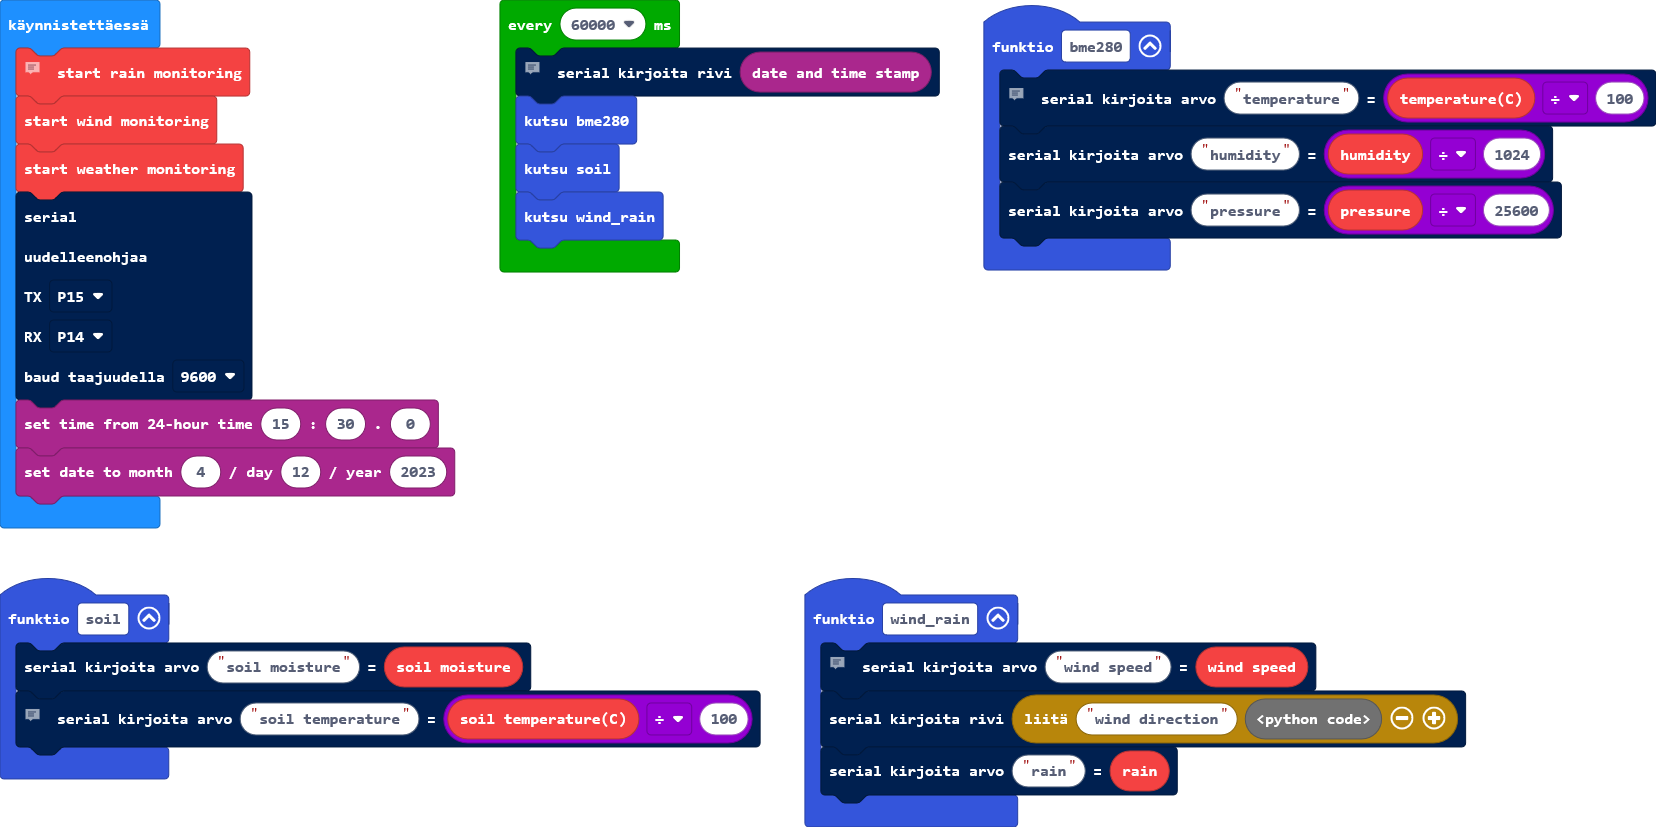 käynnistettäessä
start rain monitoring
start wind monitoring
start weather monitoring
serial
uudelleenohjaa
TX P15
RX P14
baud taajuudella 9600
set time from 24-hour time 15 : 30 . 0
set date to month 4 / day 12 / year 2023
every 60000 ms
serial kirjoita rivi date and time stamp
kutsu bme280
kutsu soil
kutsu wind_rain
funktio bme280
serial kirjoita arvo "temperature" = temperature(C) ÷ 100
serial kirjoita arvo "humidity" = humidity ÷ 1024
serial kirjoita arvo "pressure" = pressure ÷ 25600
funktio soil
serial kirjoita arvo "soil moisture" = soil moisture
serial kirjoita arvo "soil temperature" = soil temperature(C) ÷ 100
funktio wind_rain
serial kirjoita arvo "wind speed" = wind speed
serial kirjoita rivi liitä "wind direction" <python code>
serial kirjoita arvo "rain" = rain